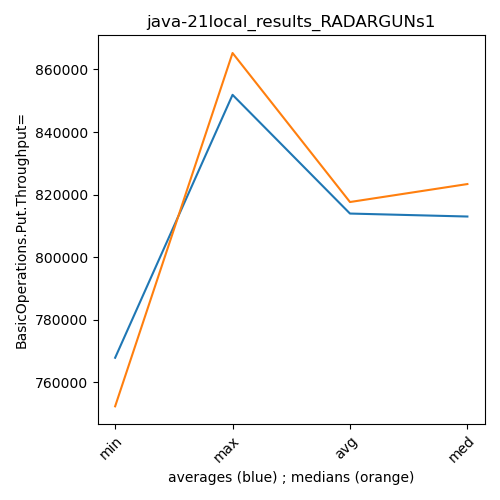 java-21local_results_RADARGUNs1
BasicOperations.Put.Throughput=
860000
840000
820000
800000
780000
760000
min
max
avg
med
averages (blue) ; medians (orange)